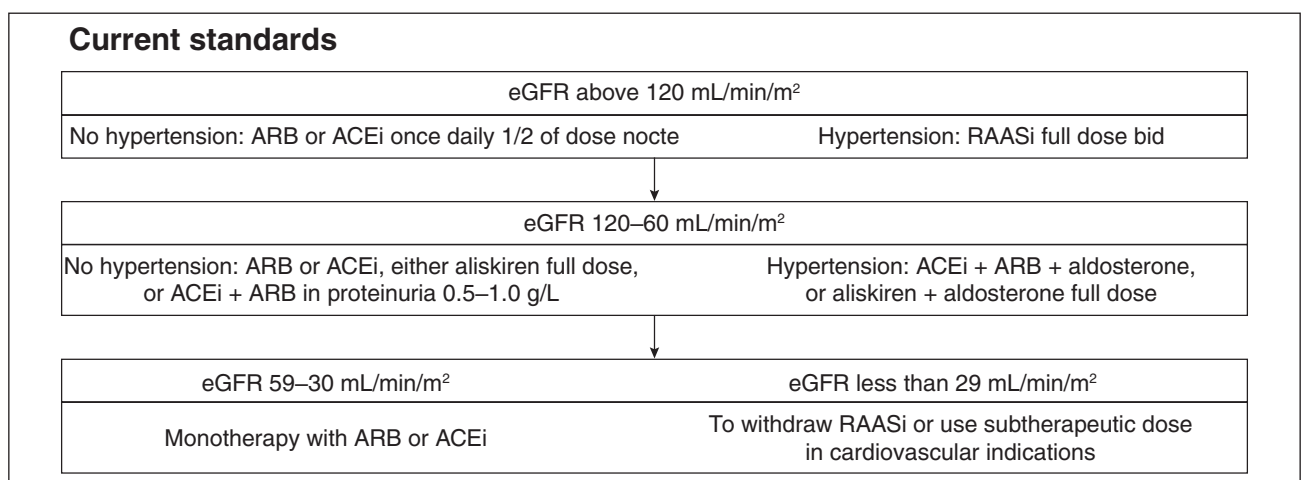 Current standards
eGFR above 120 mL/min/m²
No hypertension: ARB or ACEi once daily 1/2 of dose nocte
Hypertension: RAASi full dose bid
eGFR 120–60 mL/min/m²
No hypertension: ARB or ACEi, either aliskiren full dose,
or ACEi + ARB in proteinuria 0.5–1.0 g/L
Hypertension: ACEi + ARB + aldosterone,
or aliskiren + aldosterone full dose
eGFR 59–30 mL/min/m²
Monotherapy with ARB or ACEi
eGFR less than 29 mL/min/m²
To withdraw RAASi or use subtherapeutic dose
in cardiovascular indications